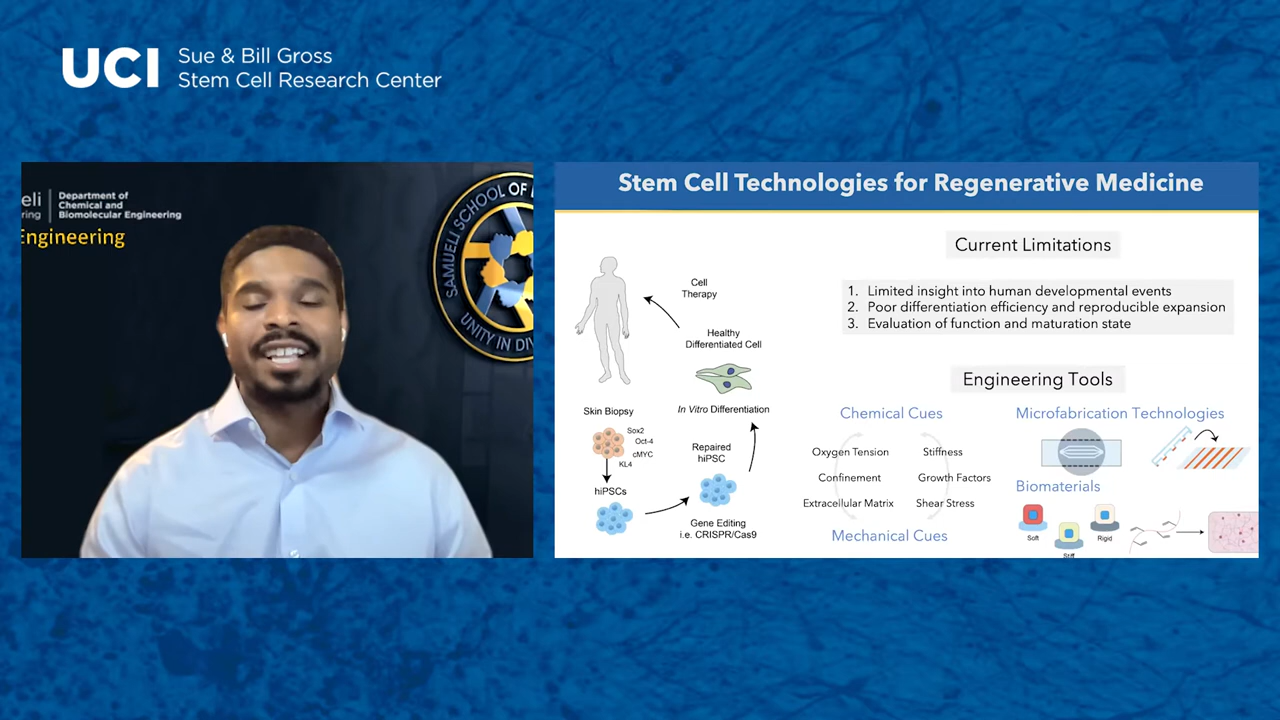 UCI
Sue & Bill Gross
Stem Cell Research Center
eli
ring
Department of
Chemical and
Biomolecular Engineering
Engineering
SAMUELI SCHOOL OF
UNITY IN DI
Stem Cell Technologies for Regenerative Medicine
Cell
Therapy
Healthy
Differentiated Cell
Skin Biopsy
In Vitro Differentiation
Sox2
Oct-4
cMYC
KL4
hiPSCs
Repaired
hiPSC
Gene Editing
i.e. CRISPR/Cas9
Current Limitations
1. Limited insight into human developmental events
2. Poor differentiation efficiency and reproducible expansion
3. Evaluation of function and maturation state
Engineering Tools
Chemical Cues
Oxygen Tension
Stiffness
Confinement
Growth Factors
Extracellular Matrix
Shear Stress
Mechanical Cues
Microfabrication Technologies
Biomaterials
Soft
Stiff
Rigid